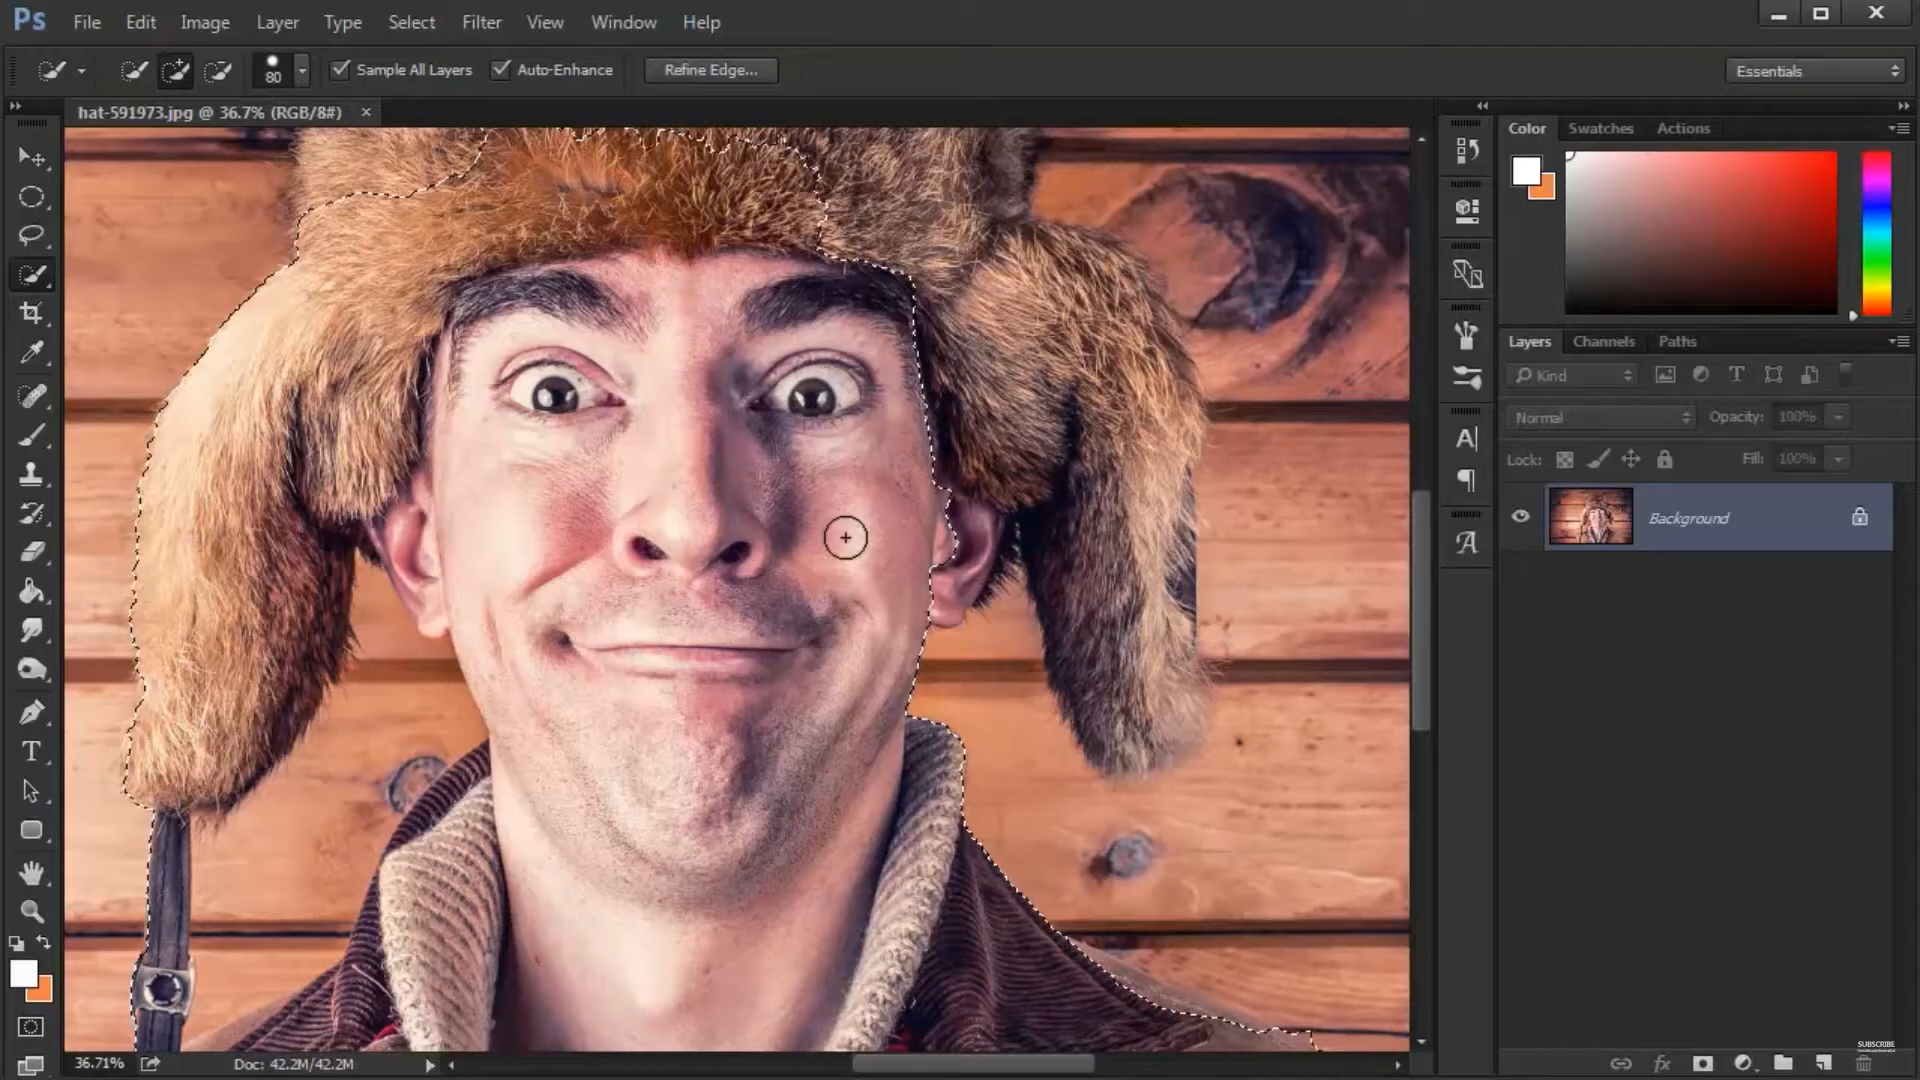 Ps File Edit Image Layer Type Select Filter View Window Help
80 Sample All Layers Auto-Enhance Refine Edge... Essentials
hat-591973.jpg @ 36.7% (RGB/8#) ×
Color Swatches Actions
Layers Channels Paths
Kind
Normal Opacity: 100%
Lock: Fill: 100%
Background
36.71% Doc: 42.2M/42.2M
SUBSCRIBE